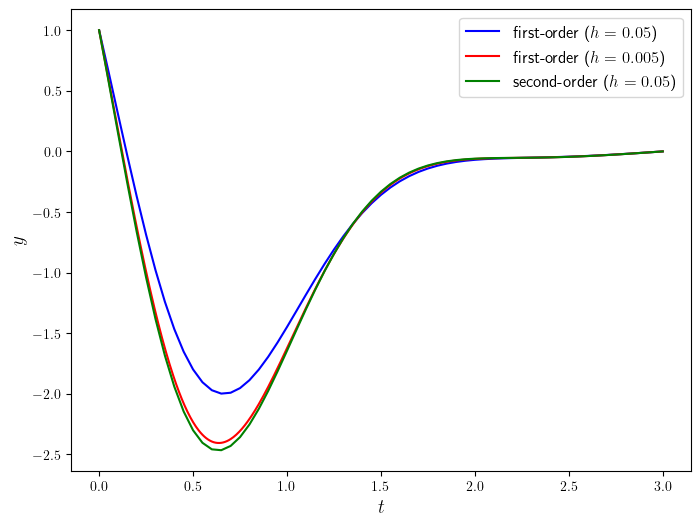 first-order (h = 0.05)
first-order (h = 0.005)
second-order (h = 0.05)
1.0
0.5
0.0
−0.5
−1.0
−1.5
−2.0
−2.5
y
0.0 0.5 1.0 1.5 2.0 2.5 3.0
t